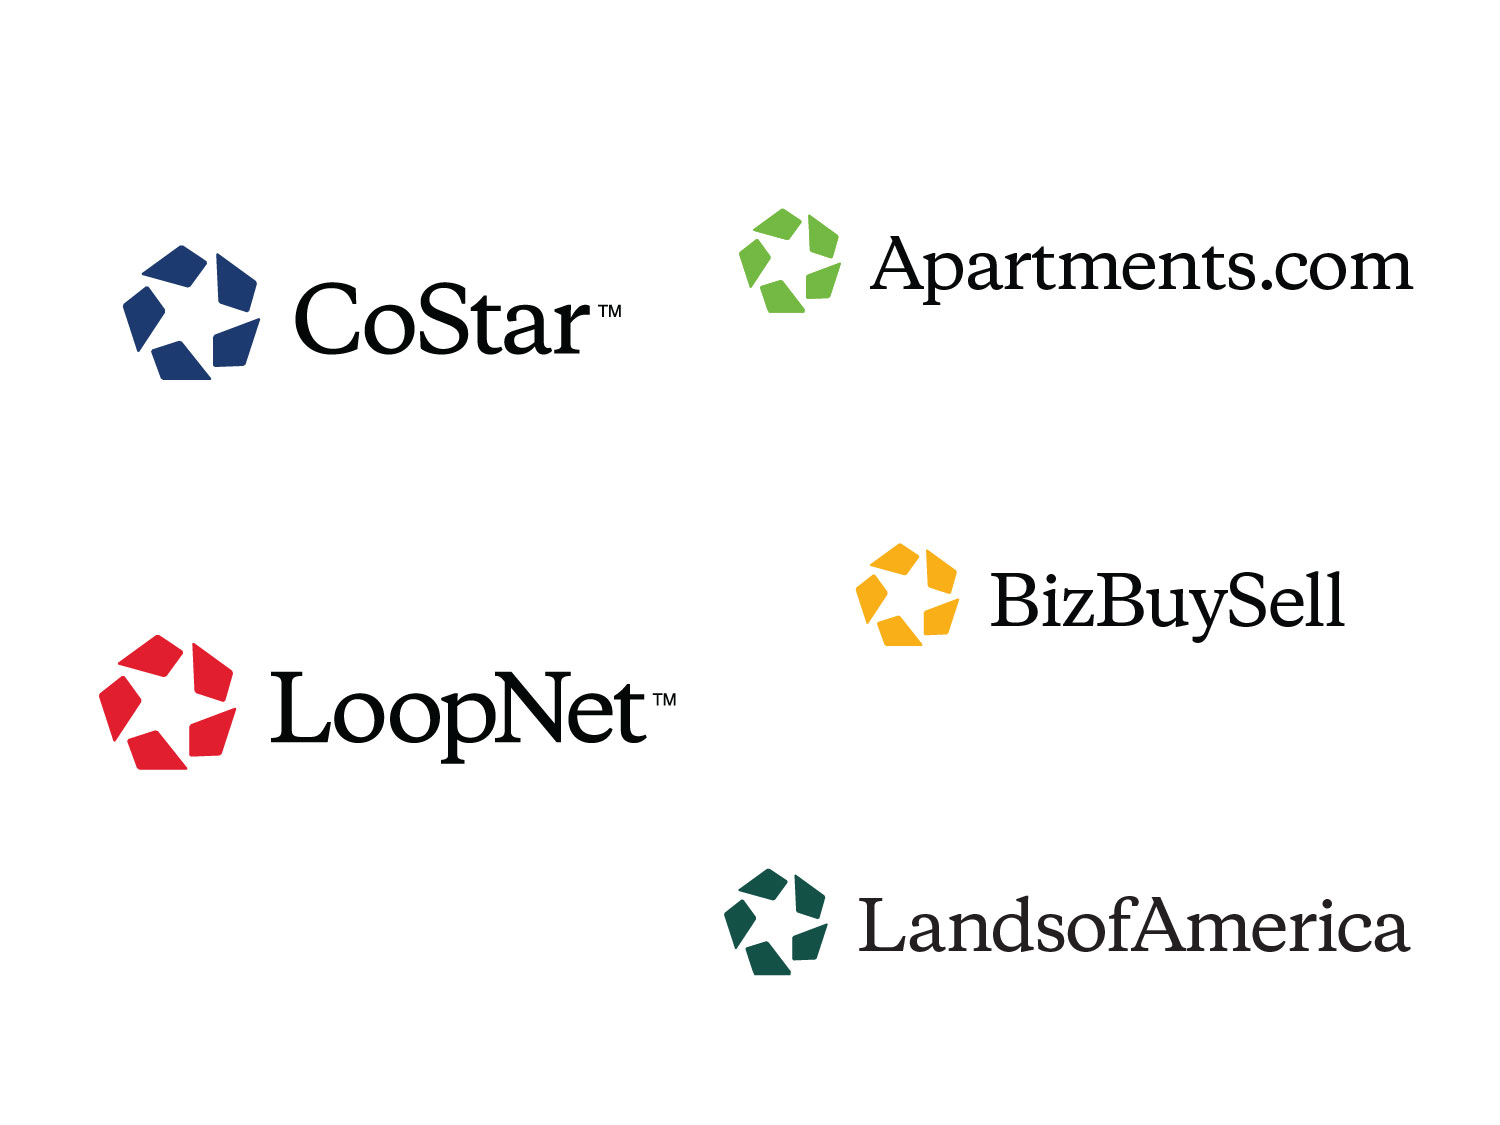 CoStar™
Apartments.com
LoopNet™
BizBuySell
LandsofAmerica